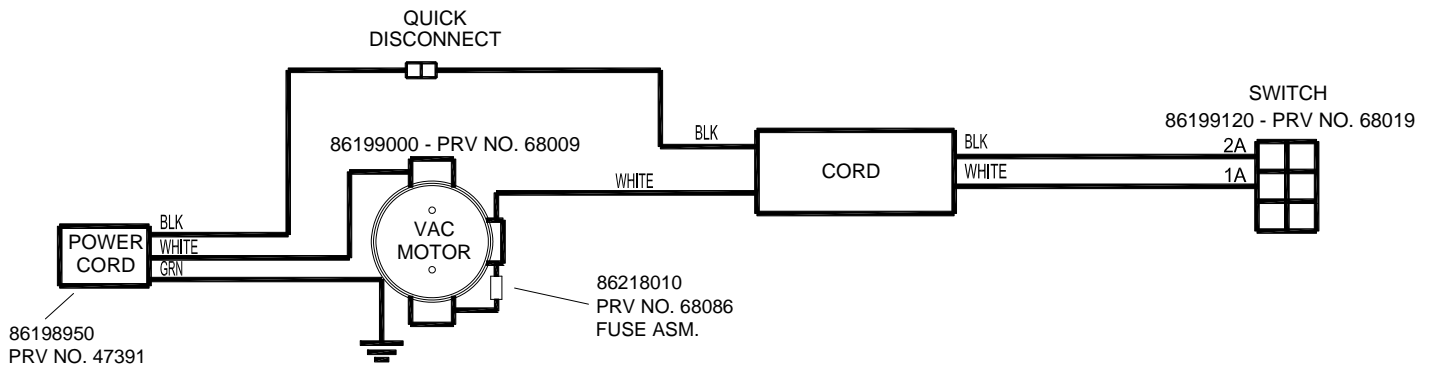 QUICK
DISCONNECT
SWITCH
86199120 - PRV NO. 68019
86199000 - PRV NO. 68009
BLK
BLK
2A
WHITE
1A
WHITE
CORD
VAC
MOTOR
BLK
WHITE
GRN
POWER
CORD
86218010
PRV NO. 68086
FUSE ASM.
86198950
PRV NO. 47391